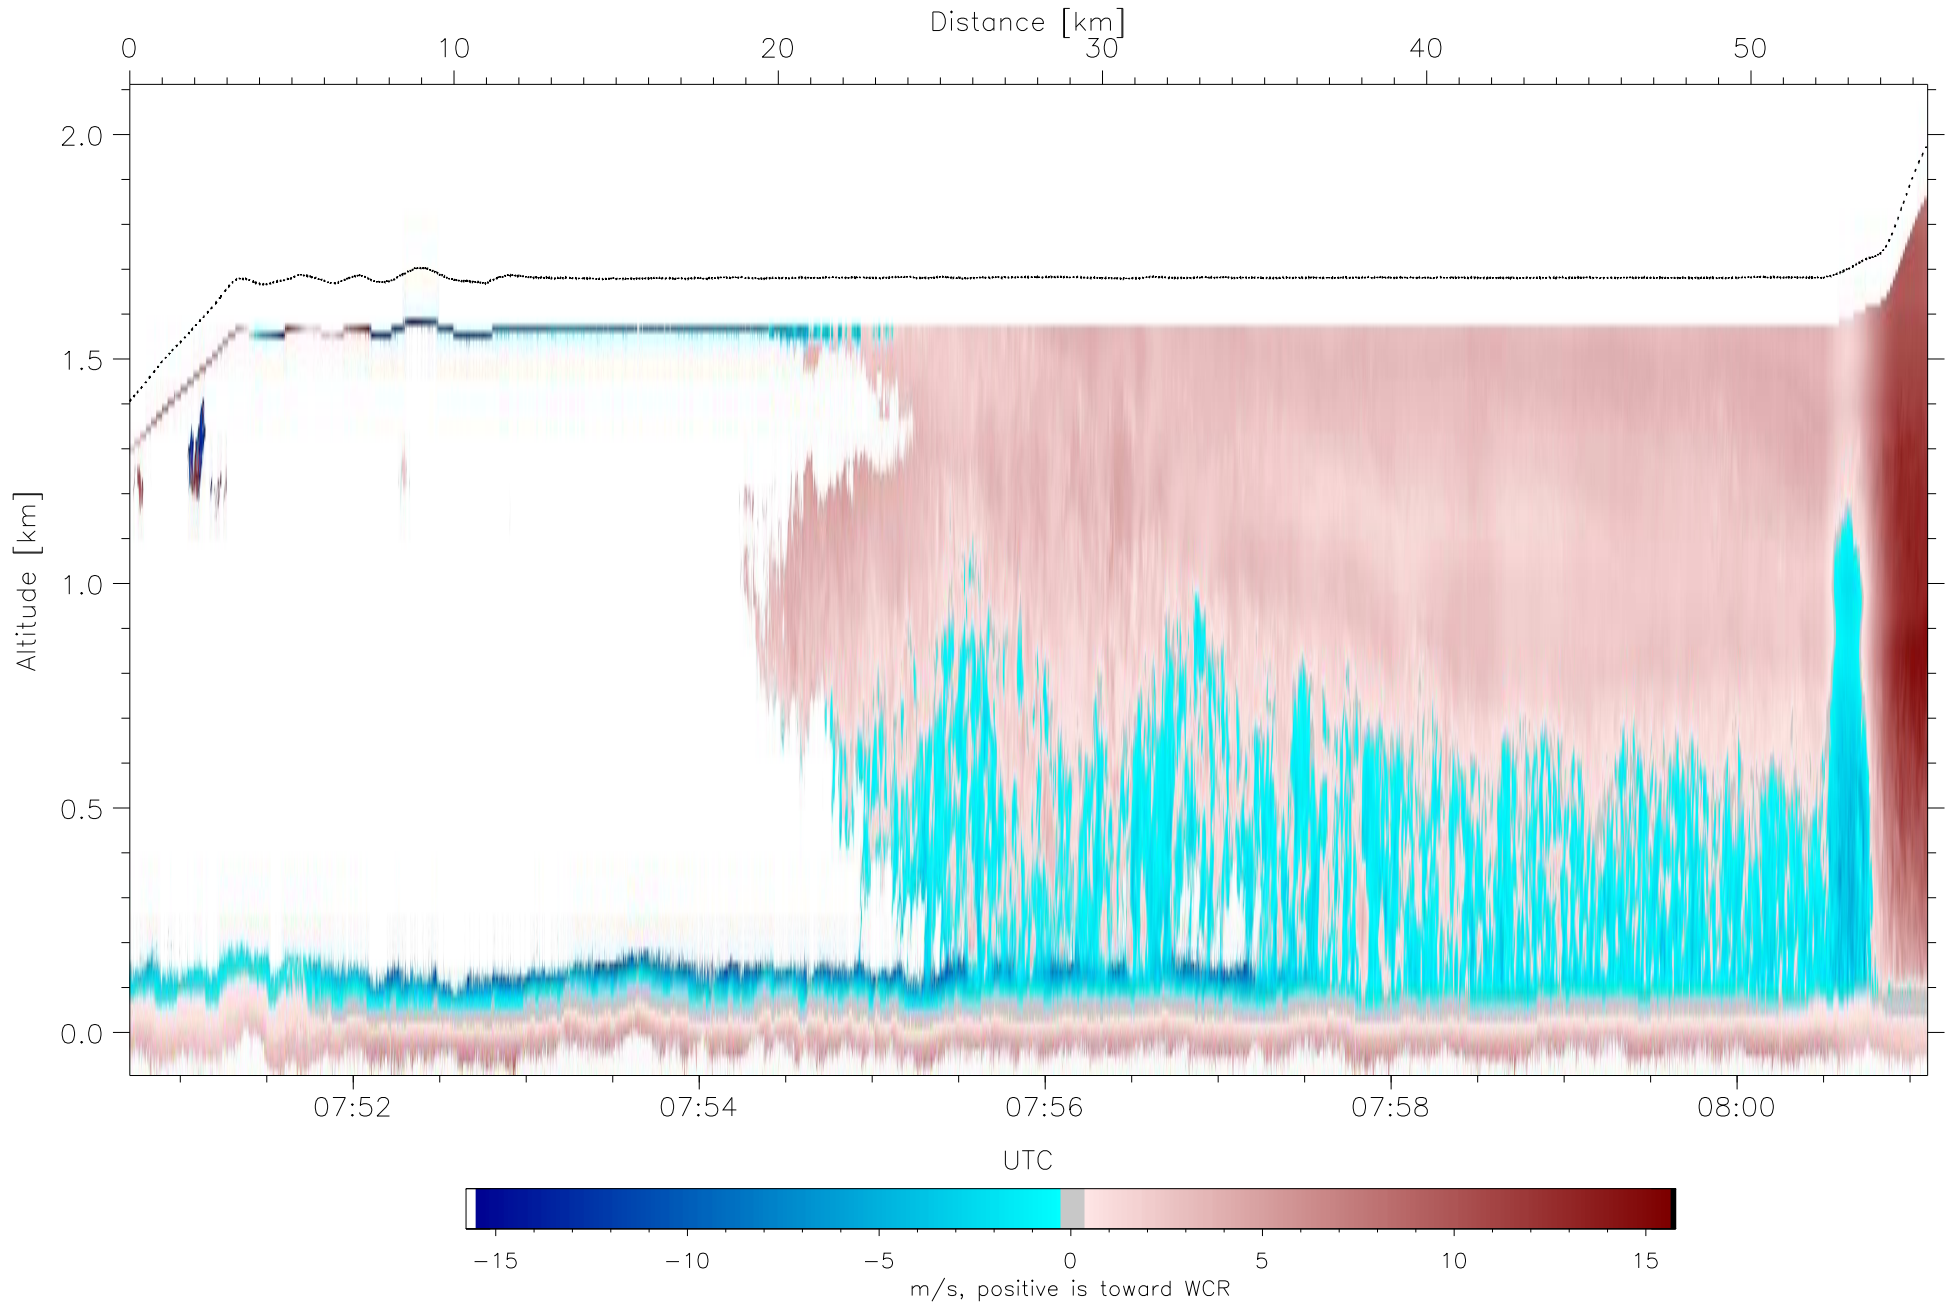 Distance [km]
0 10 20 30 40 50
2.0
1.5
1.0
0.5
0.0
Altitude [km]
07:52 07:54 07:56 07:58 08:00
UTC
−15 −10 −5 0 5 10 15
m/s, positive is toward WCR